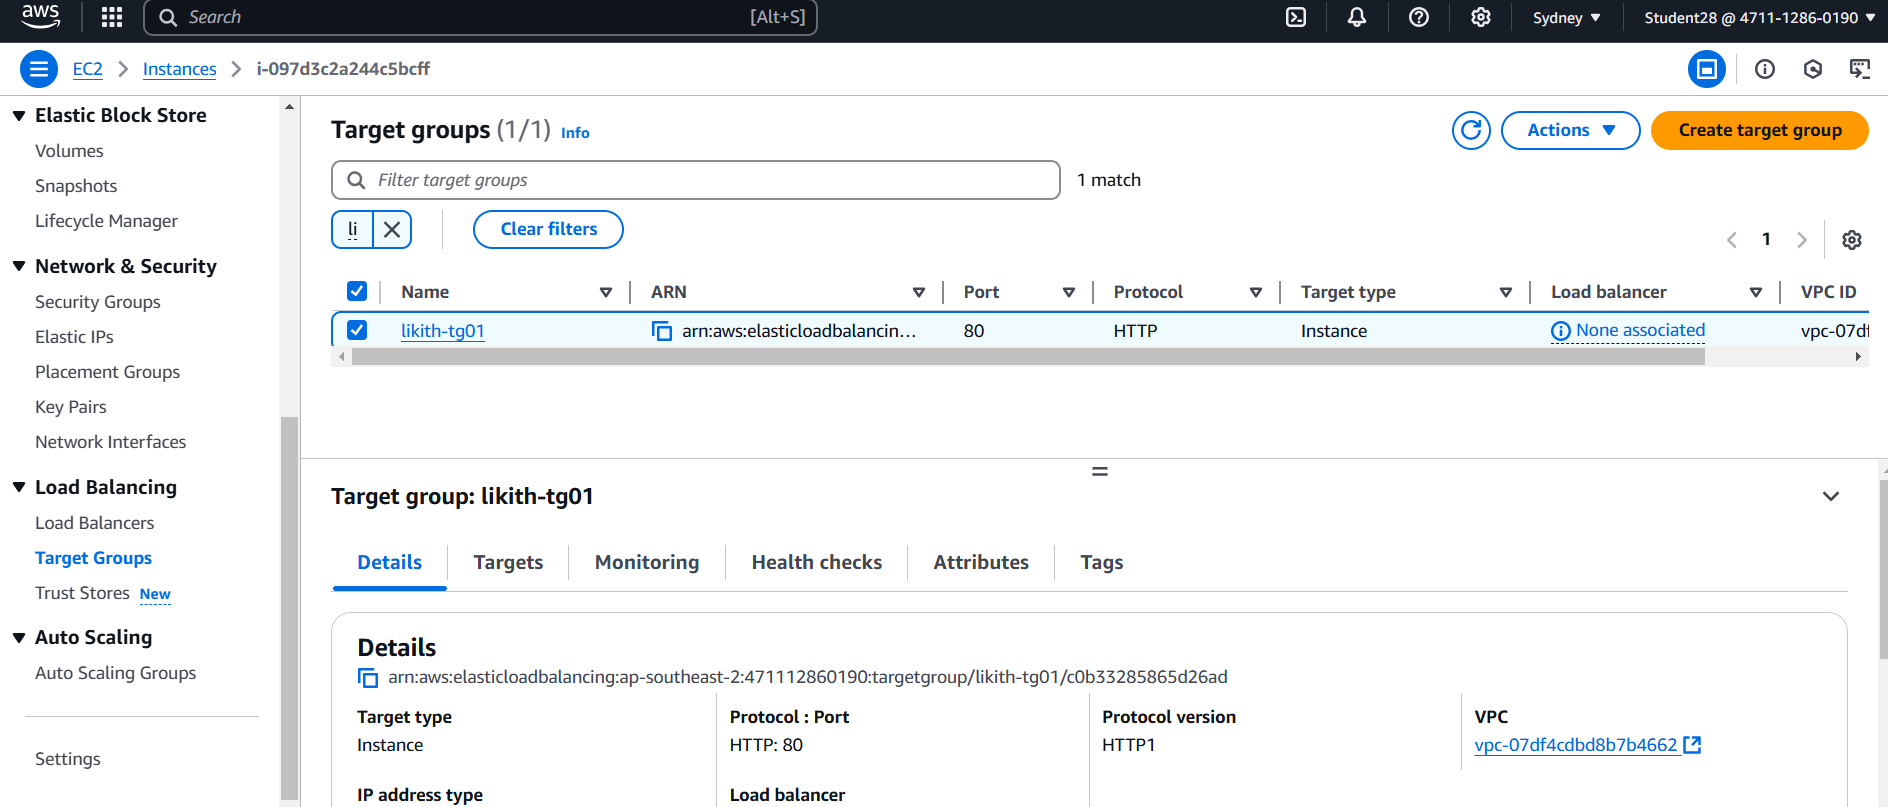 aws
Search [Alt+S] Sydney Student28 @ 4711-1286-0190
EC2 Instances i-097d3c2a244c5bcff
Elastic Block Store
Volumes
Snapshots
Lifecycle Manager
Network & Security
Security Groups
Elastic IPs
Placement Groups
Key Pairs
Network Interfaces
Load Balancing
Load Balancers
Target Groups
Trust Stores New
Auto Scaling
Auto Scaling Groups
Settings
Target groups (1/1) Info
Actions
Create target group
Filter target groups
1 match
li
Clear filters
1
Name ARN Port Protocol Target type Load balancer VPC ID
likith-tg01 arn:aws:elasticloadbalancin... 80 HTTP Instance None associated vpc-07df
Target group: likith-tg01
Details Targets Monitoring Health checks Attributes Tags
Details
arn:aws:elasticloadbalancing:ap-southeast-2:471112860190:targetgroup/likith-tg01/c0b33285865d26ad
Target type
Instance
Protocol : Port
HTTP: 80
Protocol version
HTTP1
VPC
vpc-07df4cdbd8b7b4662
IP address type
Load balancer